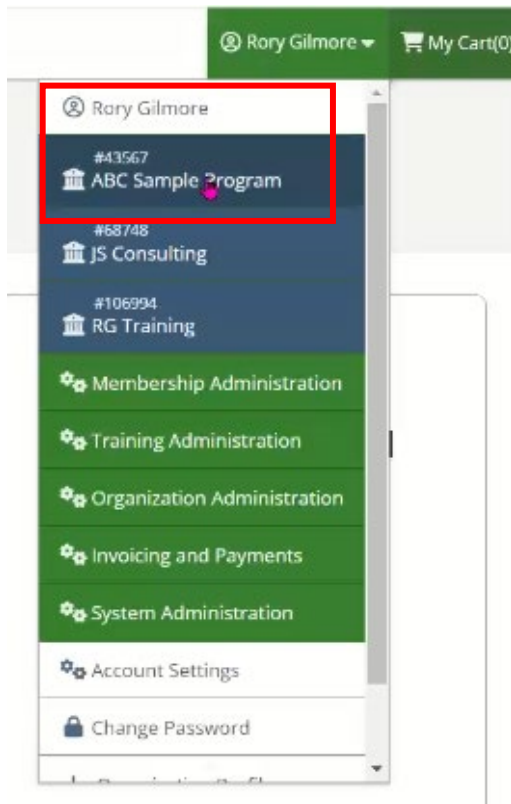 Rory Gilmore
My Cart(0)
Rory Gilmore
#43567
ABC Sample Program
#68748
JS Consulting
#106994
RG Training
Membership Administration
Training Administration
Organization Administration
Invoicing and Payments
System Administration
Account Settings
Change Password